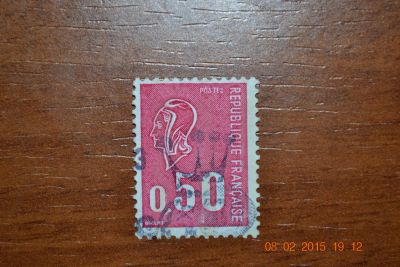 POSTES
REPUBLIQUE FRANÇAISE
0,50
08 02 2015 19 12